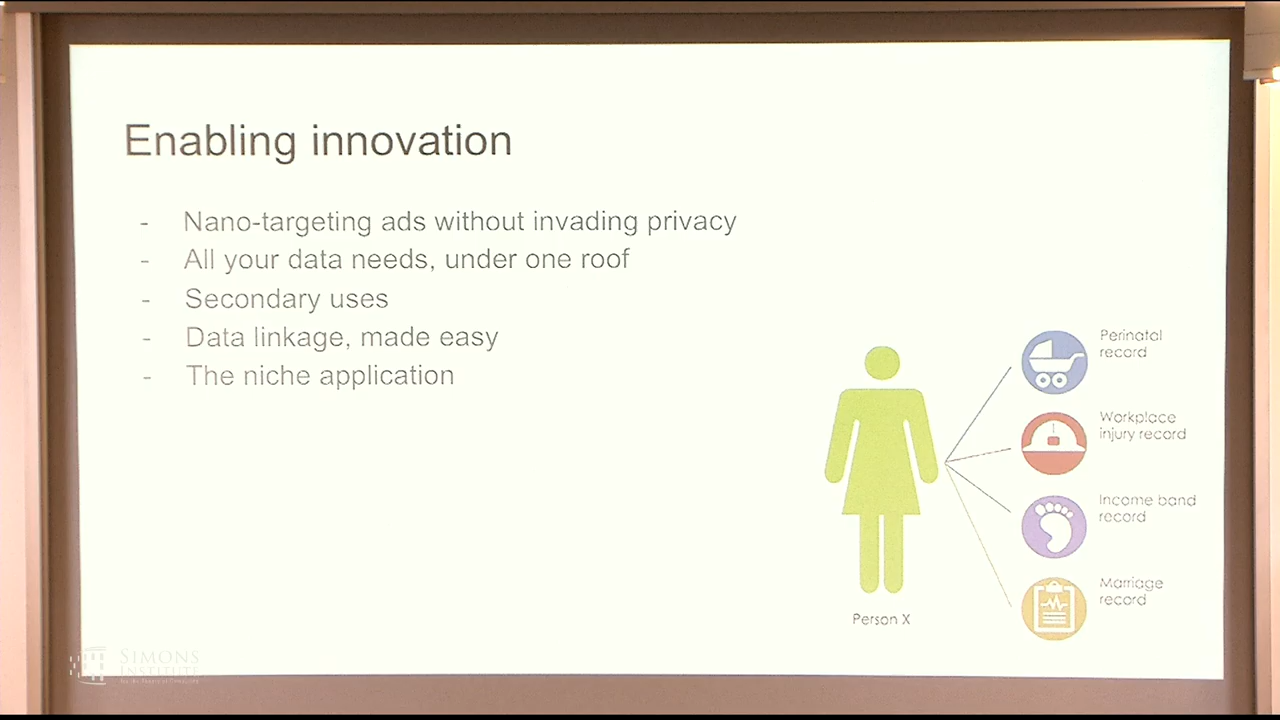 Enabling innovation
- Nano-targeting ads without invading privacy
- All your data needs, under one roof
- Secondary uses
- Data linkage, made easy
- The niche application
Perinatal
record
Workplace
injury record
Income band
record
Marriage
record
Person X
SIMONS
INSTITUTE